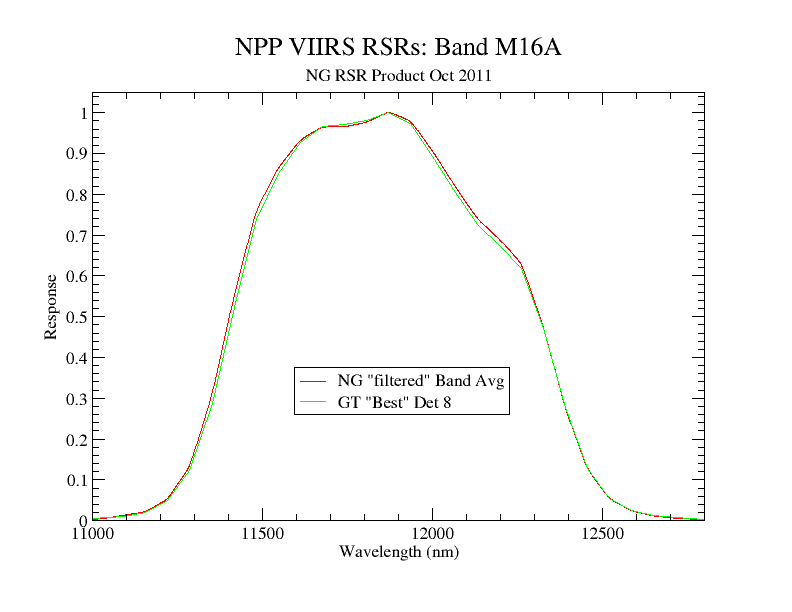 NPP VIIRS RSRs: Band M16A
NG RSR Product Oct 2011
1
0.9
0.8
0.7
0.6
0.5
0.4
0.3
0.2
0.1
0
Response
NG "filtered" Band Avg
GT "Best" Det 8
11000 11500 12000 12500
Wavelength (nm)